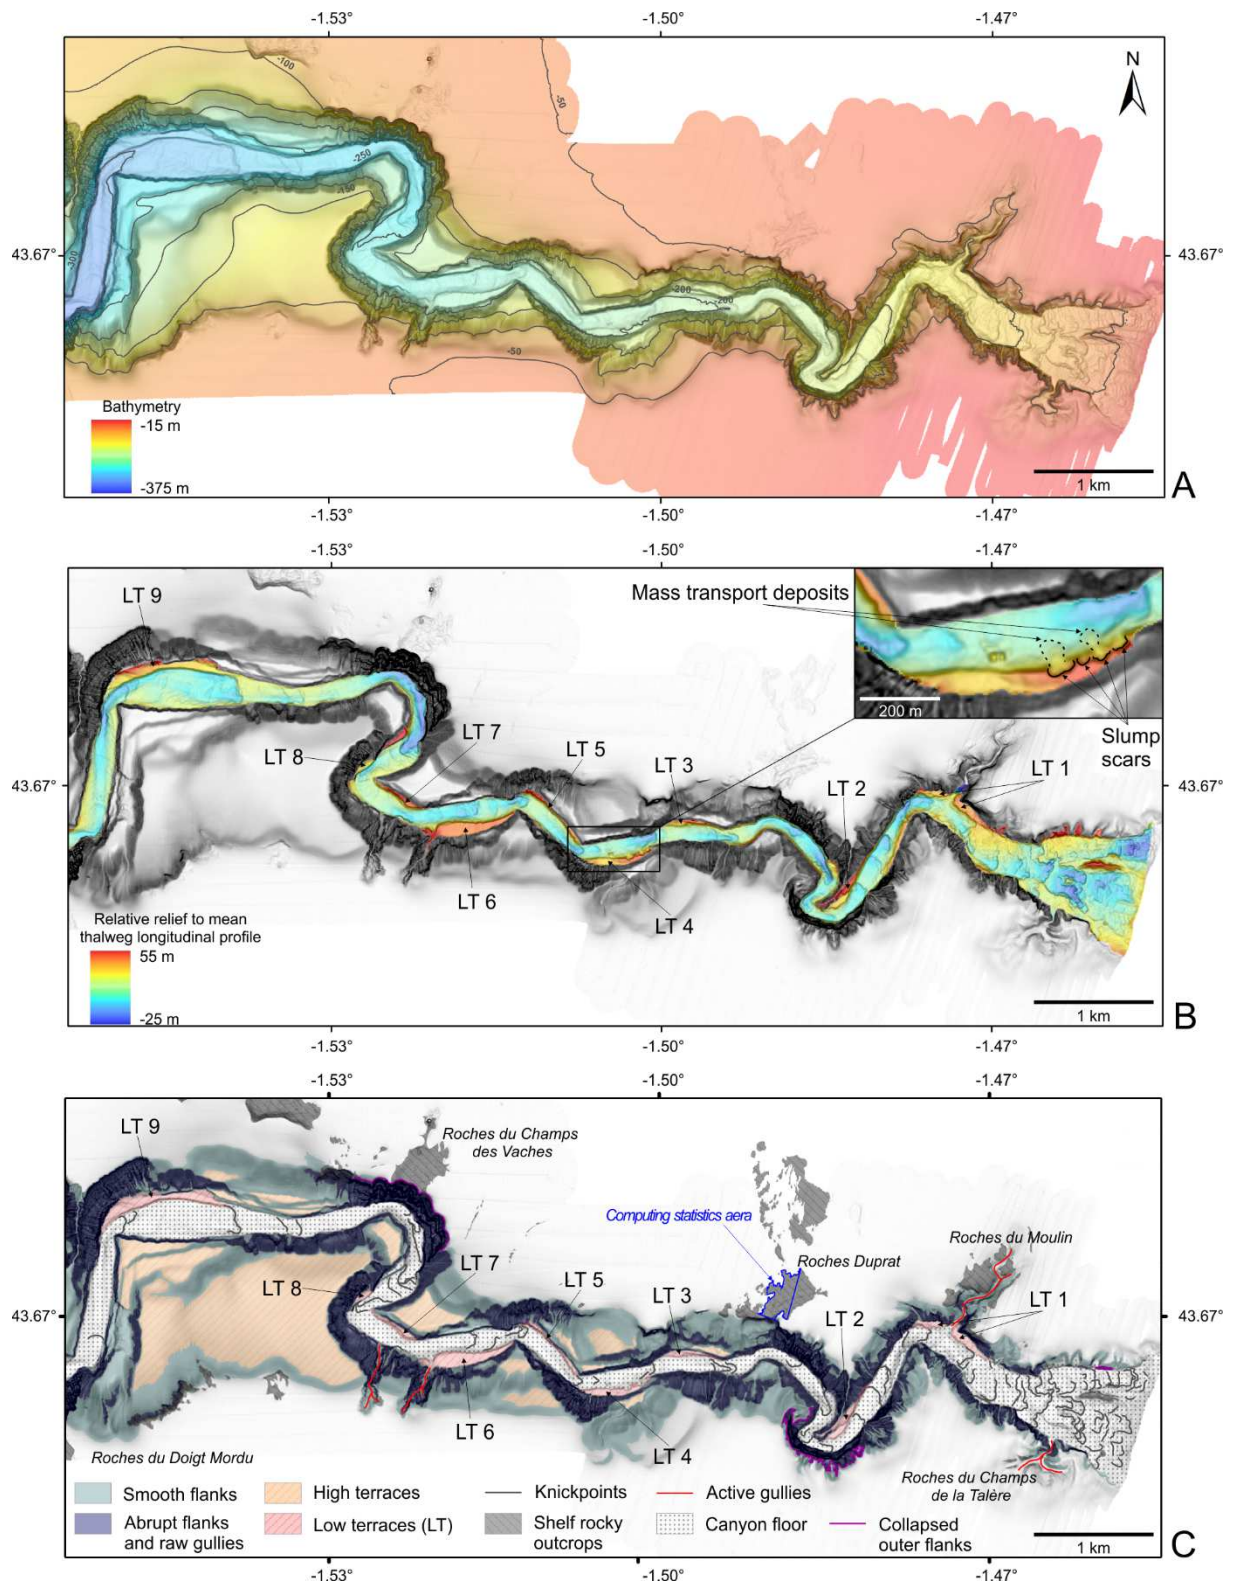 -1.53°
-1.50°
-1.47°
-100
-50
N
-250
-150
43.67°
43.67°
-300
-200
-200
-50
Bathymetry
-15 m
-375 m
1 km
A
-1.53°
-1.50°
-1.47°
-1.53°
-1.50°
-1.47°
LT 9
Mass transport deposits
200 m
LT 7
LT 8
LT 5
LT 3
Slump
scars
LT 1
43.67°
43.67°
LT 2
LT 6
LT 4
Relative relief to mean
thalweg longitudinal profile
55 m
-25 m
1 km
B
-1.53°
-1.50°
-1.47°
-1.53°
-1.50°
-1.47°
LT 9
Roches du Champs
des Vaches
Computing statistics aera
Roches du Moulin
LT 7
Roches Duprat
LT 8
LT 5
LT 3
LT 1
43.67°
43.67°
LT 2
LT 6
LT 4
Roches du Doigt Mordu
Roches du Champs
de la Talère
Smooth flanks
High terraces
Knickpoints
Active gullies
Abrupt flanks
and raw gullies
Low terraces (LT)
Shelf rocky
outcrops
Canyon floor
Collapsed
outer flanks
1 km
C
-1.53°
-1.50°
-1.47°